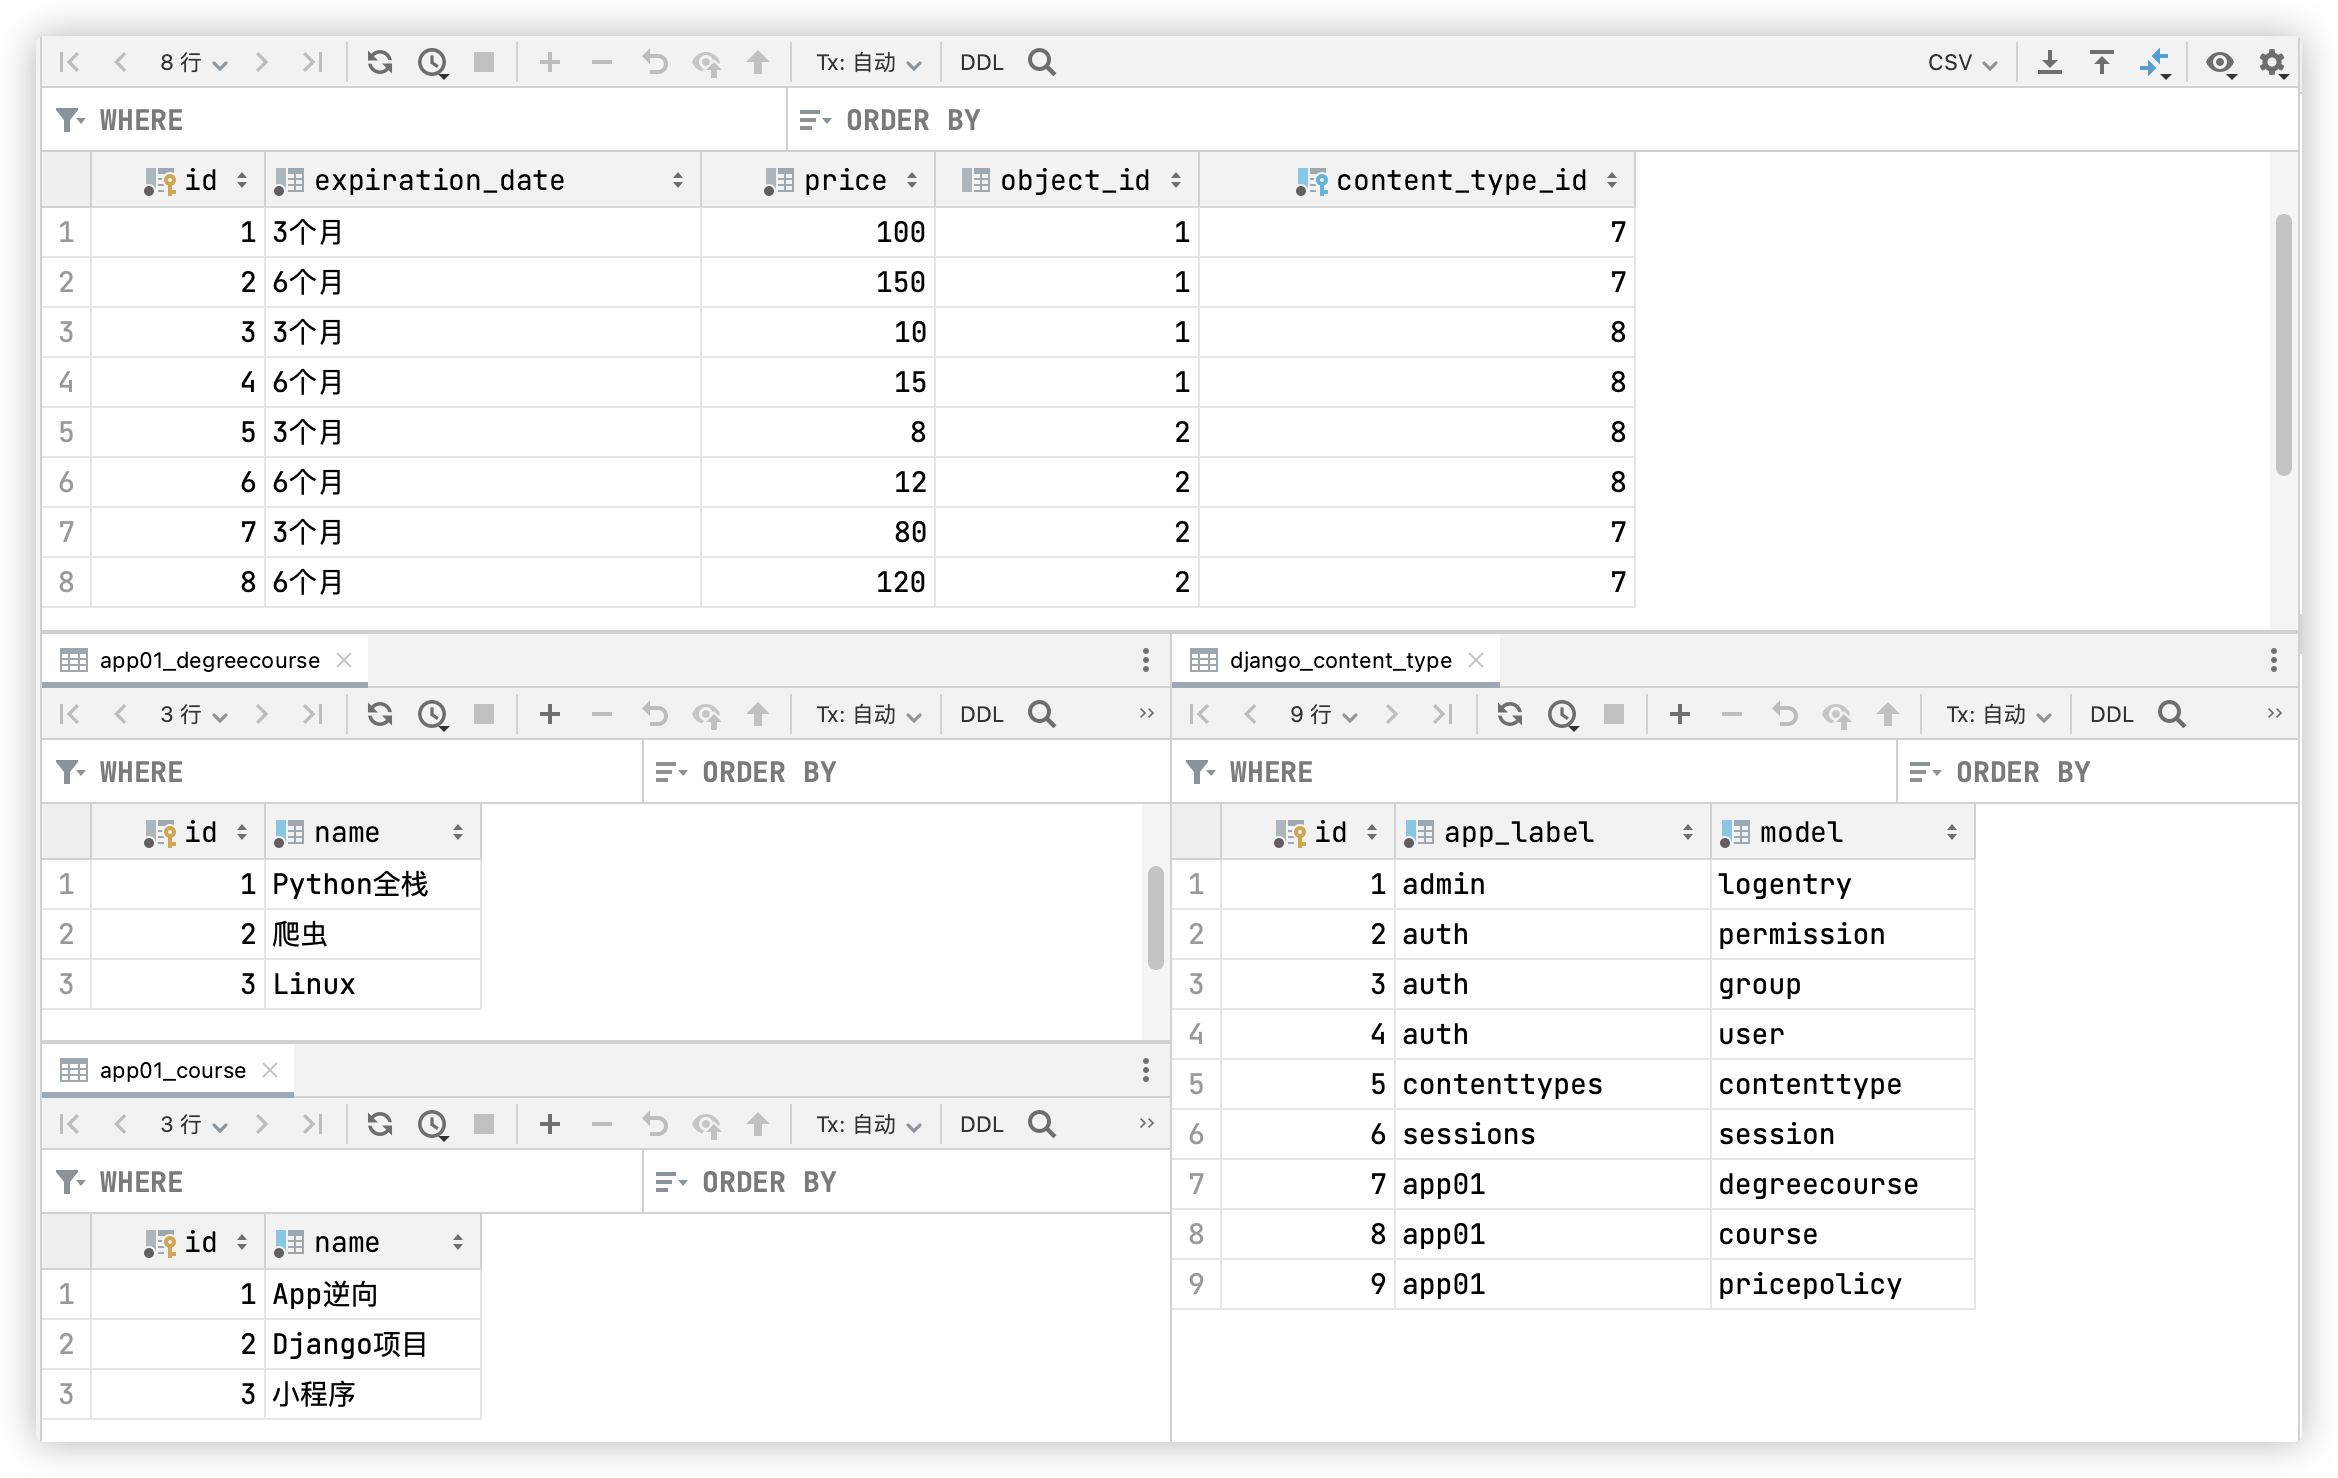 8 行 Tx: 自动 DDL CSV
WHERE ORDER BY
id expiration_date price object_id content_type_id
1 1 3个月 100 1 7
2 2 6个月 150 1 7
3 3 3个月 10 1 8
4 4 6个月 15 1 8
5 5 3个月 8 2 8
6 6 6个月 12 2 8
7 7 3个月 80 2 7
8 8 6个月 120 2 7
app01_degreecourse
3 行 Tx: 自动 DDL »
WHERE ORDER BY
id name
1 1 Python全栈
2 2 爬虫
3 3 Linux
app01_course
3 行 Tx: 自动 DDL »
WHERE ORDER BY
id name
1 1 App逆向
2 2 Django项目
3 3 小程序
django_content_type
9 行 Tx: 自动 DDL »
WHERE ORDER BY
id app_label model
1 1 admin logentry
2 2 auth permission
3 3 auth group
4 4 auth user
5 5 contenttypes contenttype
6 6 sessions session
7 7 app01 degreecourse
8 8 app01 course
9 9 app01 pricepolicy